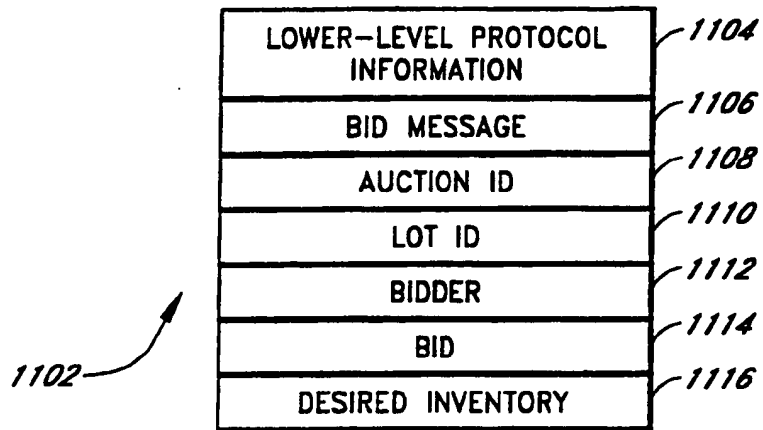 LOWER-LEVEL PROTOCOL
INFORMATION
1104
BID MESSAGE
1106
AUCTION ID
1108
LOT ID
1110
BIDDER
1112
BID
1114
DESIRED INVENTORY
1116
1102